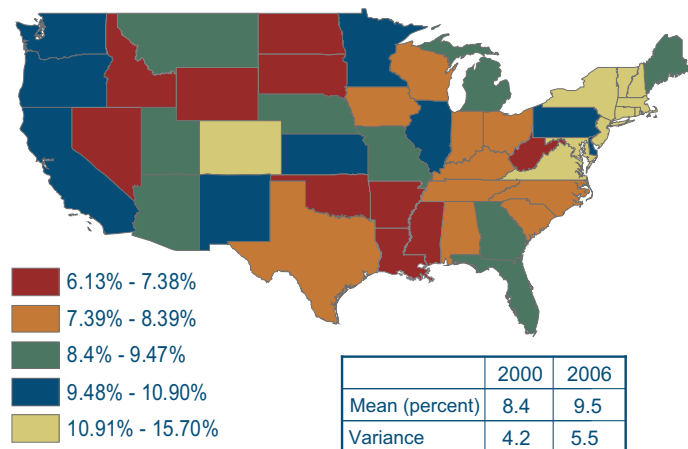 6.13% - 7.38%
7.39% - 8.39%
8.4% - 9.47%
9.48% - 10.90%
10.91% - 15.70%
2000 2006
Mean (percent) 8.4 9.5
Variance 4.2 5.5